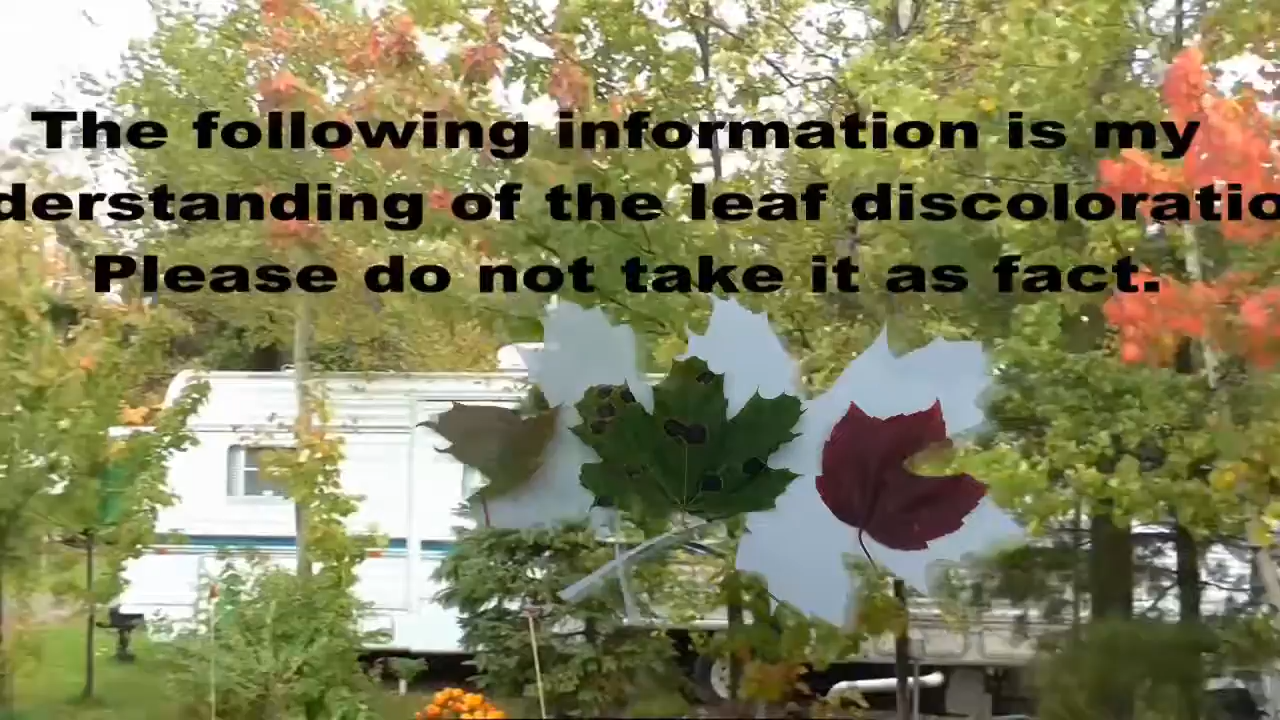 The following information is my
derstanding of the leaf discoloratio
Please do not take it as fact.